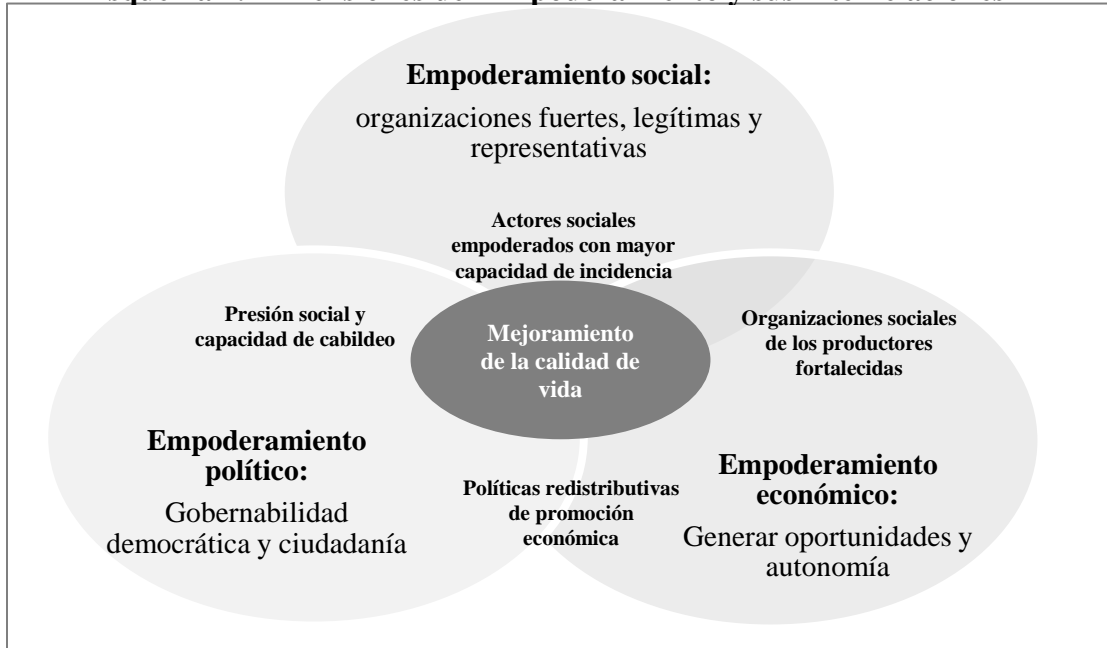 Empoderamiento social:
organizaciones fuertes, legítimas y
representativas
Actores sociales
empoderados con mayor
capacidad de incidencia
Presión social y
capacidad de cabildeo
Mejoramiento
de la calidad de
vida
Organizaciones sociales
de los productores
fortalecidas
Empoderamiento
político:
Gobernabilidad
democrática y ciudadanía
Políticas redistributivas
de promoción
económica
Empoderamiento
económico:
Generar oportunidades y
autonomía